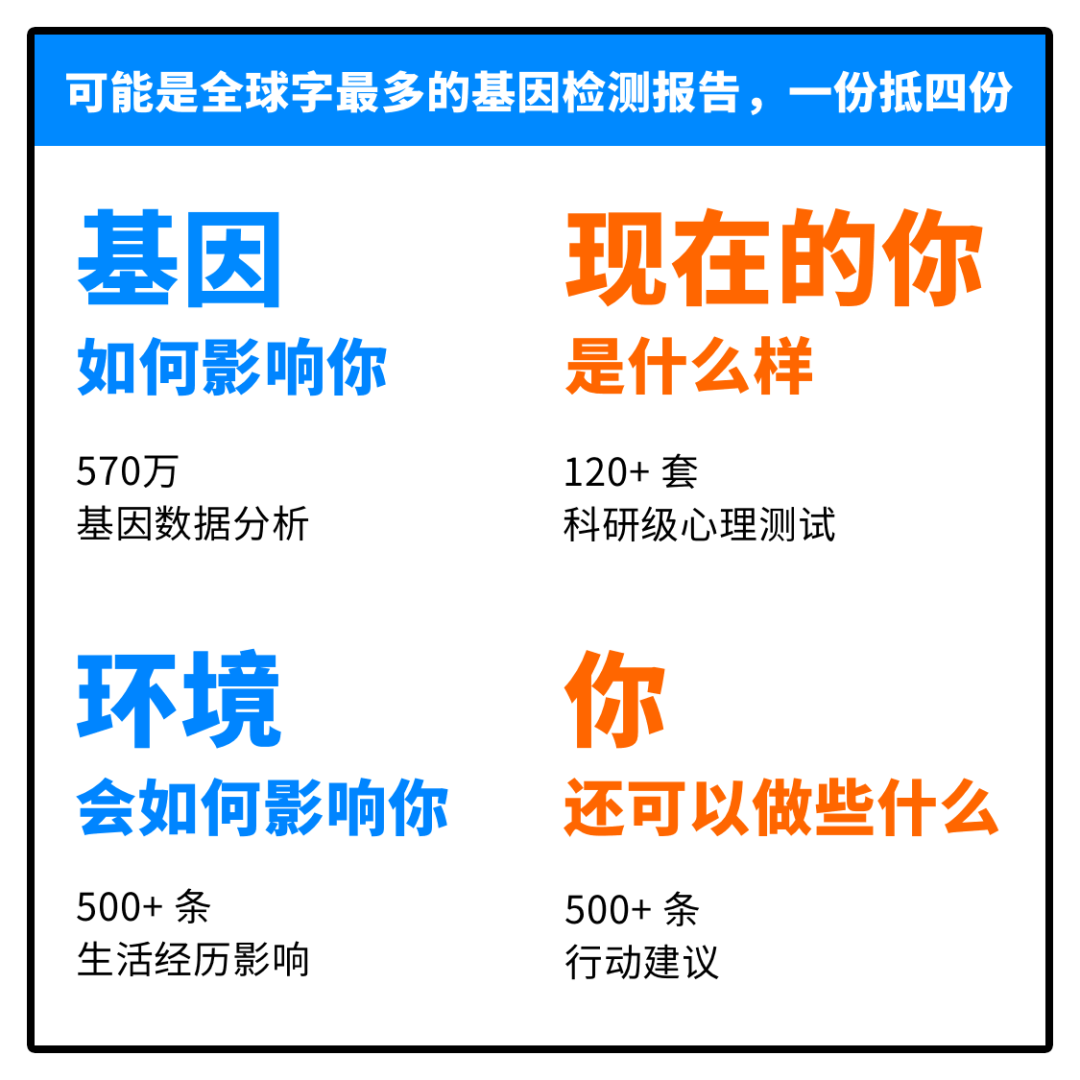 可能是全球字最多的基因检测报告，一份抵四份
基因
如何影响你
570万
基因数据分析
现在的你
是什么样
120+ 套
科研级心理测试
环境
会如何影响你
500+ 条
生活经历影响
你
还可以做些什么
500+ 条
行动建议